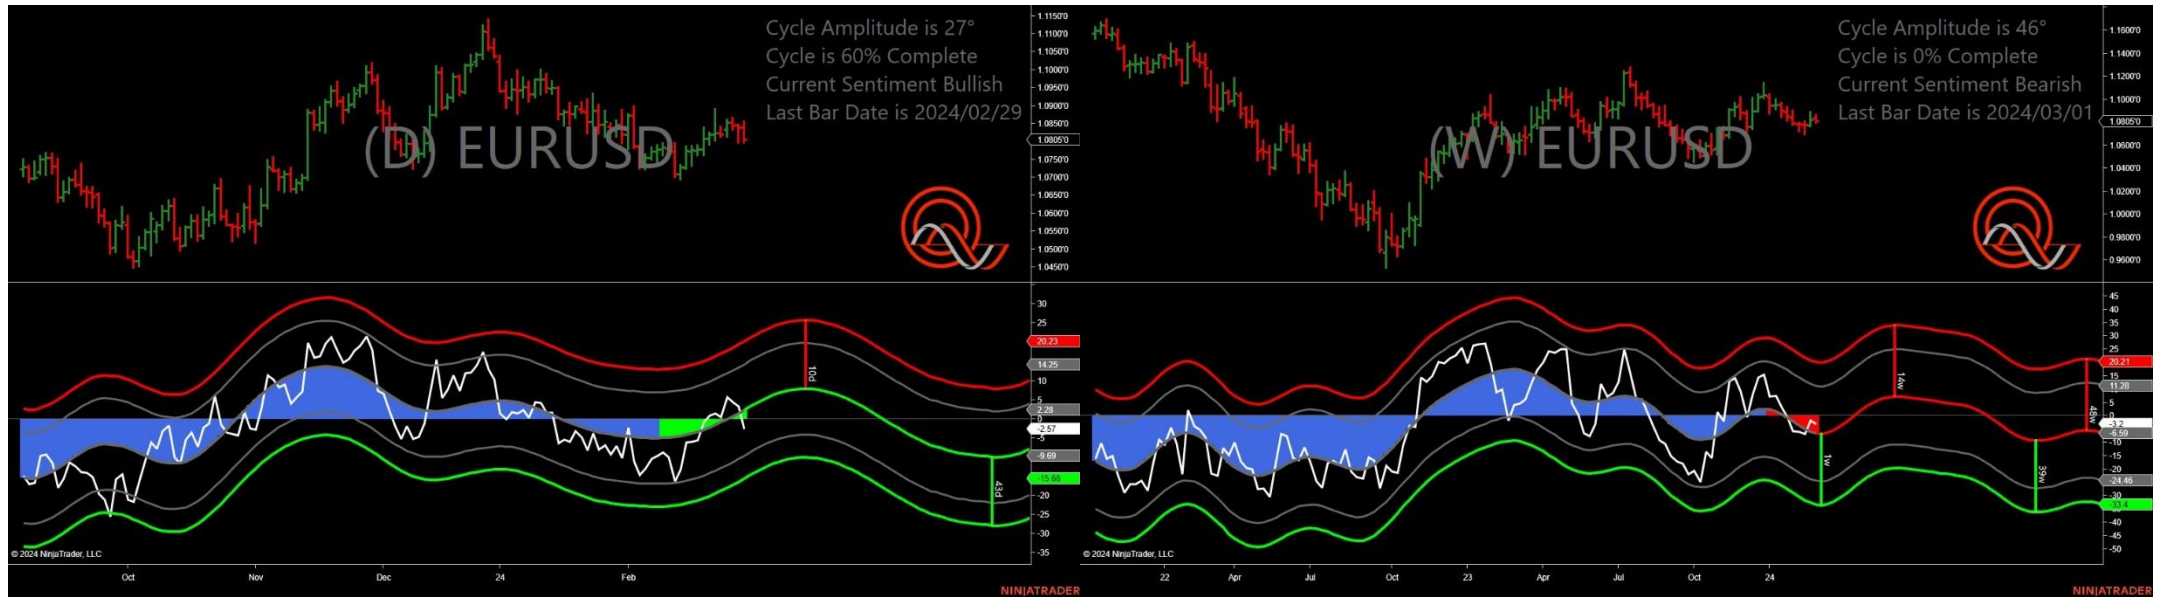 Cycle Amplitude is 27°
Cycle is 60% Complete
Current Sentiment Bullish
Last Bar Date is 2024/02/29
(D) EURUSD
1.1150'0
1.1100'0
1.1050'0
1.1000'0
1.0950'0
1.0900'0
1.0850'0
1.0805'0
1.0750'0
1.0700'0
1.0650'0
1.0600'0
1.0550'0
1.0500'0
1.0450'0
30
25
20.23
14.25
10
5
2.28
0
-2.57
-5
-9.69
-15.68
-20
-25
-30
-35
10d
43d
© 2024 NinjaTrader, LLC
Oct
Nov
Dec
24
Feb
NINJATRADER
Cycle Amplitude is 46°
Cycle is 0% Complete
Current Sentiment Bearish
Last Bar Date is 2024/03/01
(W) EURUSD
1.1600'0
1.1400'0
1.1200'0
1.1000'0
1.0805'0
1.0600'0
1.0400'0
1.0200'0
1.0000'0
0.9800'0
0.9600'0
45
40
35
30
25
20.21
15
11.28
5
0
-3.2
-6.59
-10
-15
-20
-24.46
-30
-33.4
-40
-45
-50
14w
48w
1w
39w
© 2024 NinjaTrader, LLC
22
Apr
Jul
Oct
23
Apr
Jul
Oct
24
NINJATRADER